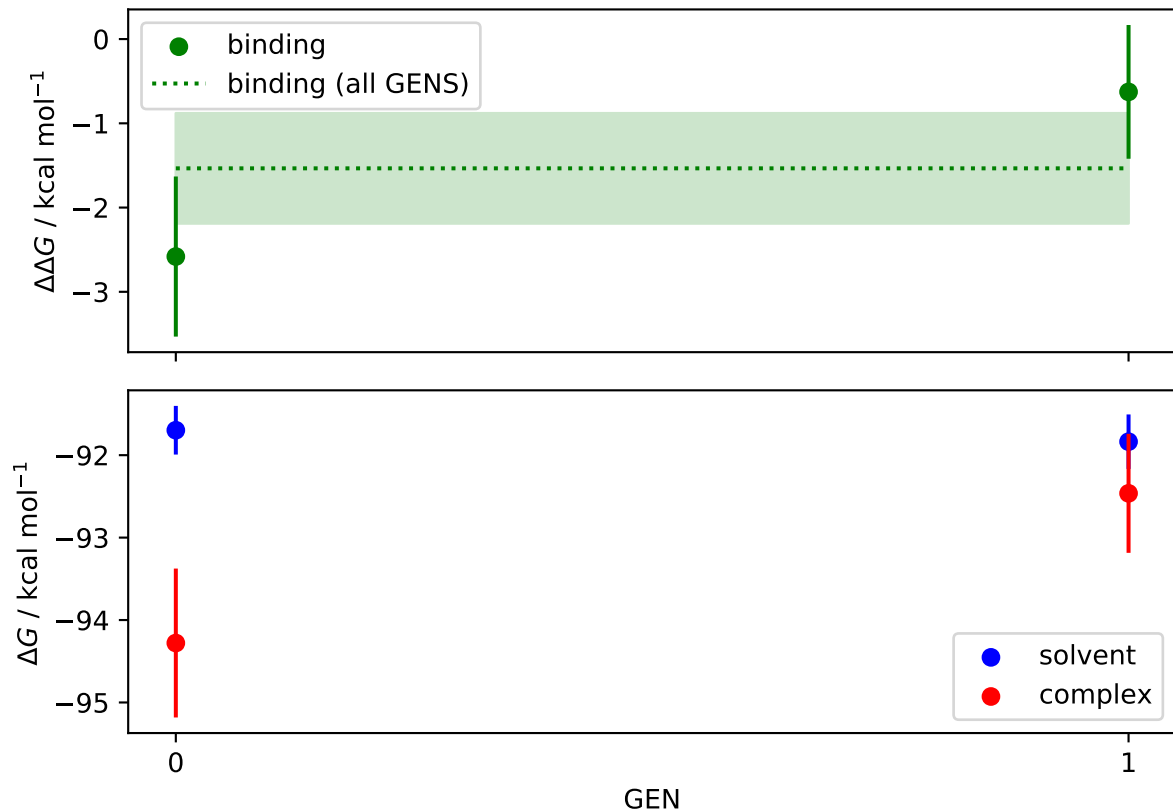 0
−1
−2
−3
ΔΔG / kcal mol⁻¹
binding
binding (all GENS)
−92
−93
−94
−95
ΔG / kcal mol⁻¹
solvent
complex
0
1
GEN